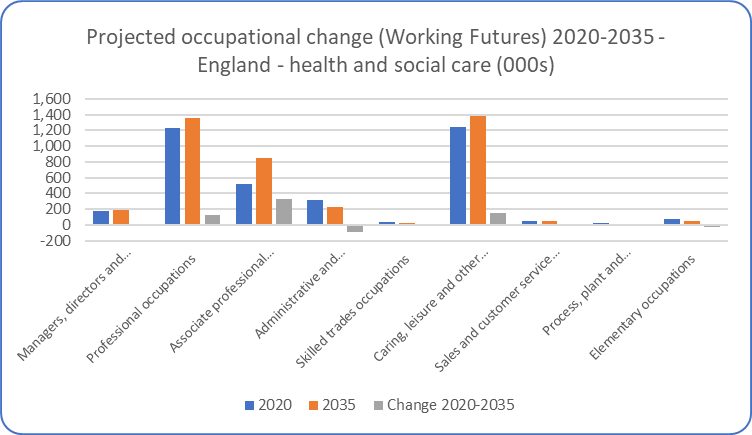 Projected occupational change (Working Futures) 2020-2035 -
England - health and social care (000s)
1,600
1,400
1,200
1,000
800
600
400
200
0
-200
Managers, directors and...
Professional occupations
Associate professional...
Administrative and...
Skilled trades occupations
Caring, leisure and other...
Sales and customer service...
Process, plant and...
Elementary occupations
2020 2035 Change 2020-2035